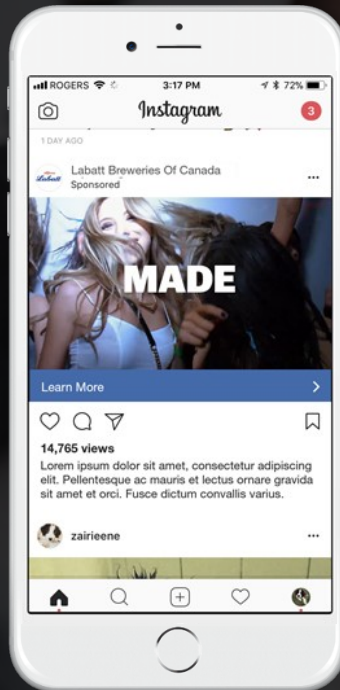 ROGERS 3:17 PM 72%
Instagram
3
1 DAY AGO
Labatt
Labatt Breweries Of Canada
Sponsored
MADE
Learn More
14,765 views
Lorem ipsum dolor sit amet, consectetur adipiscing
elit. Pellentesque ac mauris et lectus ornare gravida
sit amet et orci. Fusce dictum convallis varius.
zairieene